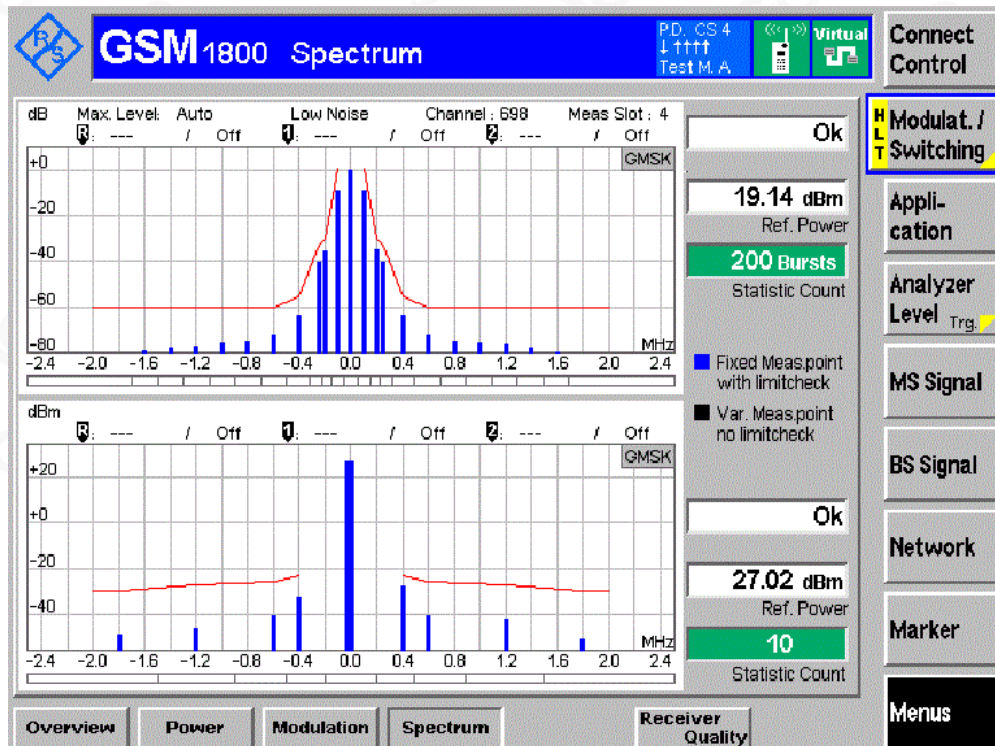 R S
GSM 1800 Spectrum
P.D. CS 4
Test M. A.
Virtual
Connect
Control
dB Max. Level: Auto Low Noise Channel : 698 Meas Slot : 4
R: --- / Off 1: --- / Off 2: --- / Off
GMSK
+0
-20
-40
-60
-80
MHz
-2.4 -2.0 -1.6 -1.2 -0.8 -0.4 0.0 0.4 0.8 1.2 1.6 2.0 2.4
Ok
19.14 dBm
Ref. Power
200 Bursts
Statistic Count
Fixed Meas.point
with limitcheck
Var. Meas.point
no limitcheck
dBm
R: --- / Off 1: --- / Off 2: --- / Off
GMSK
+20
+0
-20
-40
MHz
-2.4 -2.0 -1.6 -1.2 -0.8 -0.4 0.0 0.4 0.8 1.2 1.6 2.0 2.4
Ok
27.02 dBm
Ref. Power
10
Statistic Count
HLT
Modulat. /
Switching
Appli-
cation
Analyzer
Level Trg.
MS Signal
BS Signal
Network
Marker
Menus
Overview
Power
Modulation
Spectrum
Receiver
Quality